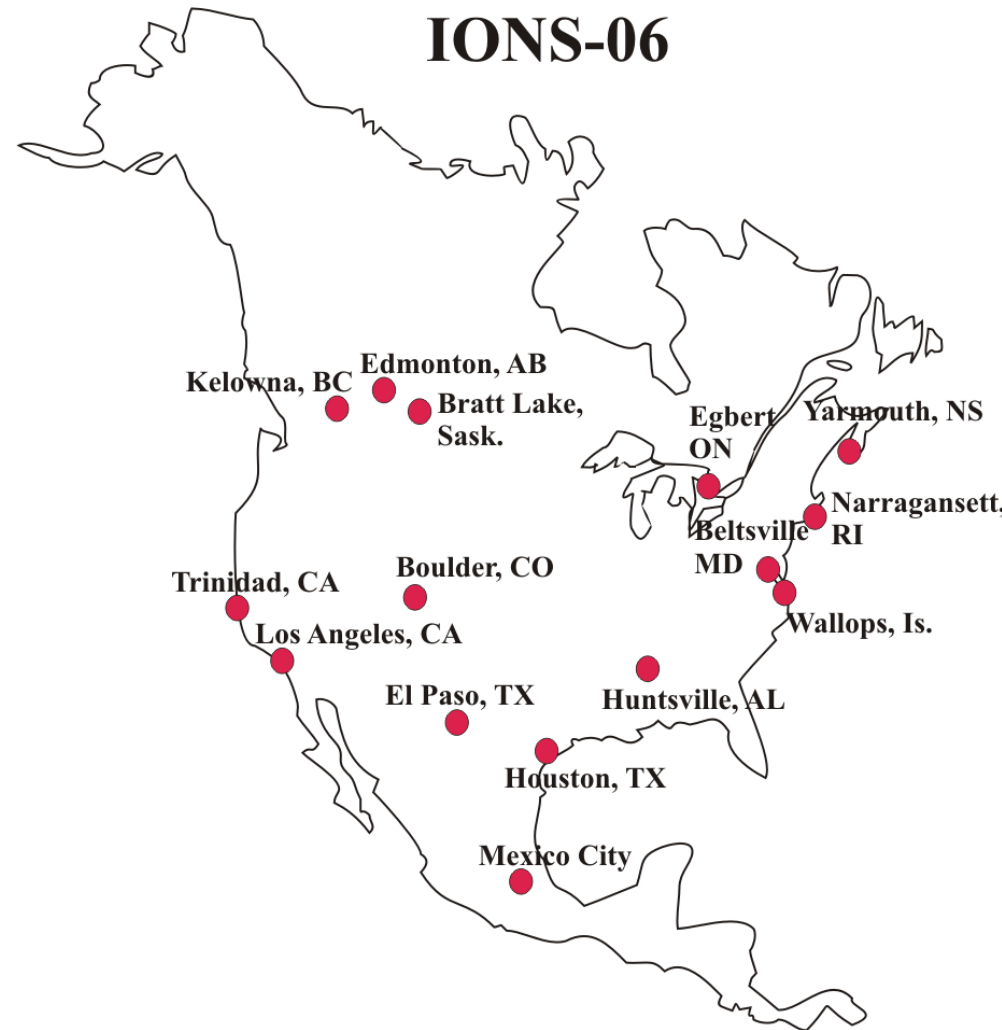 IONS-06
Edmonton, AB
Kelowna, BC
Bratt Lake,
Sask.
Egbert
ON
Yarmouth, NS
Narragansett,
RI
Beltsville
MD
Boulder, CO
Trinidad, CA
Wallops, Is.
Los Angeles, CA
El Paso, TX
Huntsville, AL
Houston, TX
Mexico City